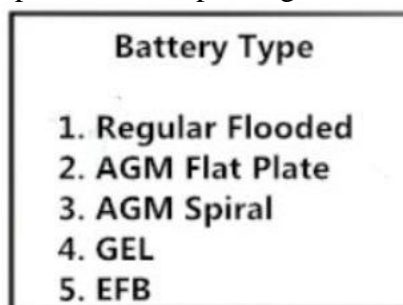 Battery Type
1. Regular Flooded
2. AGM Flat Plate
3. AGM Spiral
4. GEL
5. EFB